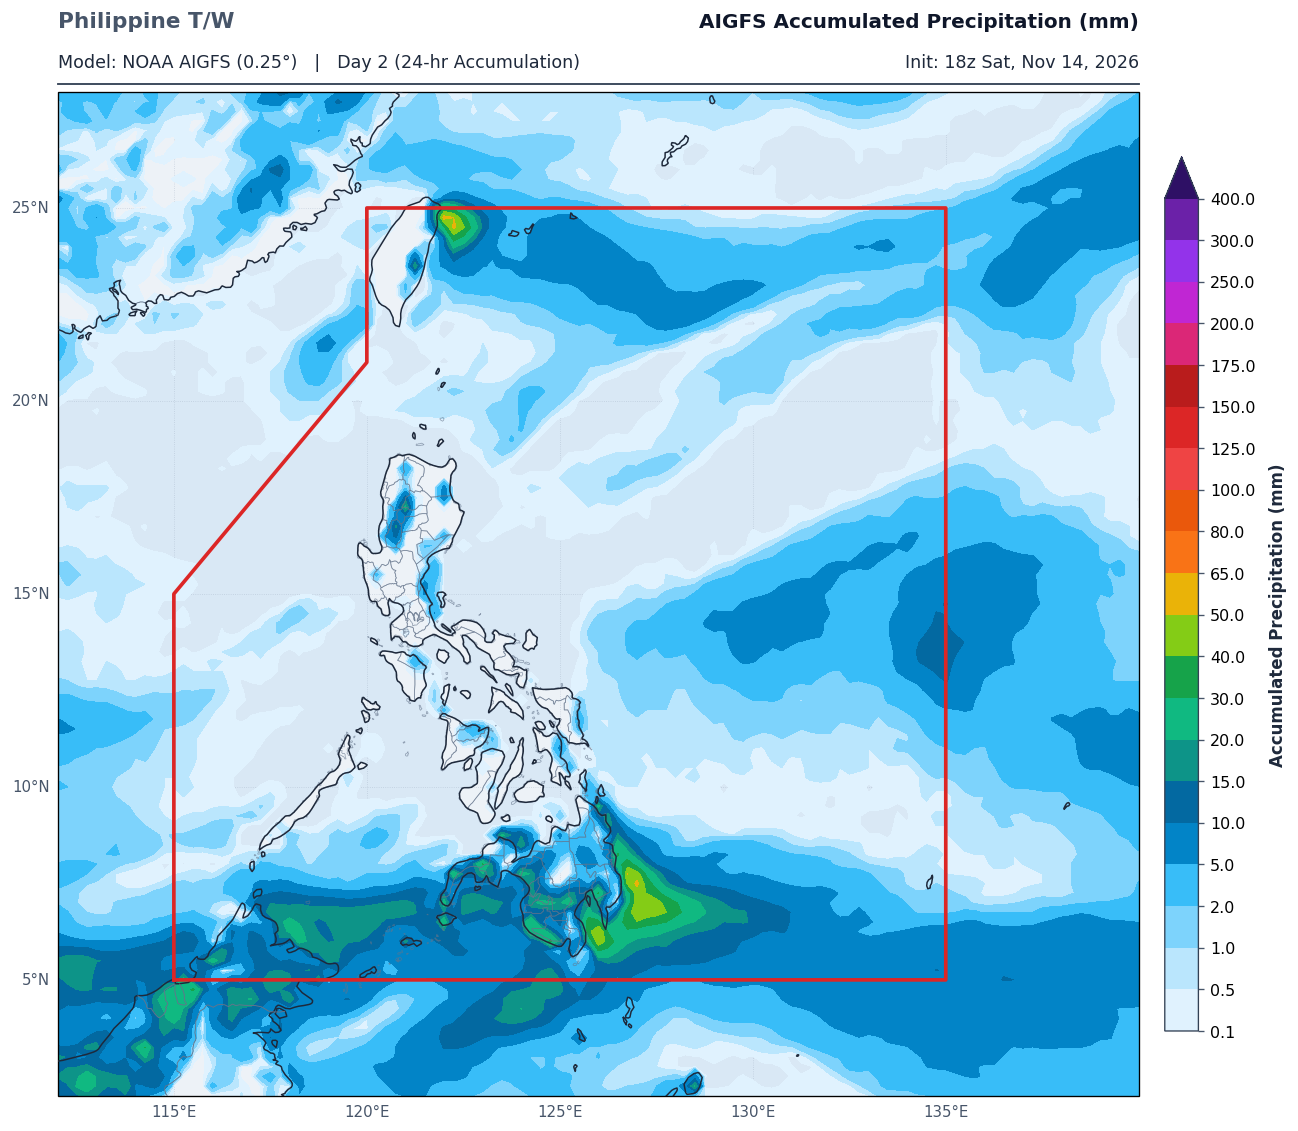 Philippine T/W
AIGFS Accumulated Precipitation (mm)
Model: NOAA AIGFS (0.25°) | Day 2 (24-hr Accumulation)
Init: 18z Sat, Nov 14, 2026
25°N
20°N
15°N
10°N
5°N
115°E
120°E
125°E
130°E
135°E
400.0
300.0
250.0
200.0
175.0
150.0
125.0
100.0
80.0
65.0
50.0
40.0
30.0
20.0
15.0
10.0
5.0
2.0
1.0
0.5
0.1
Accumulated Precipitation (mm)